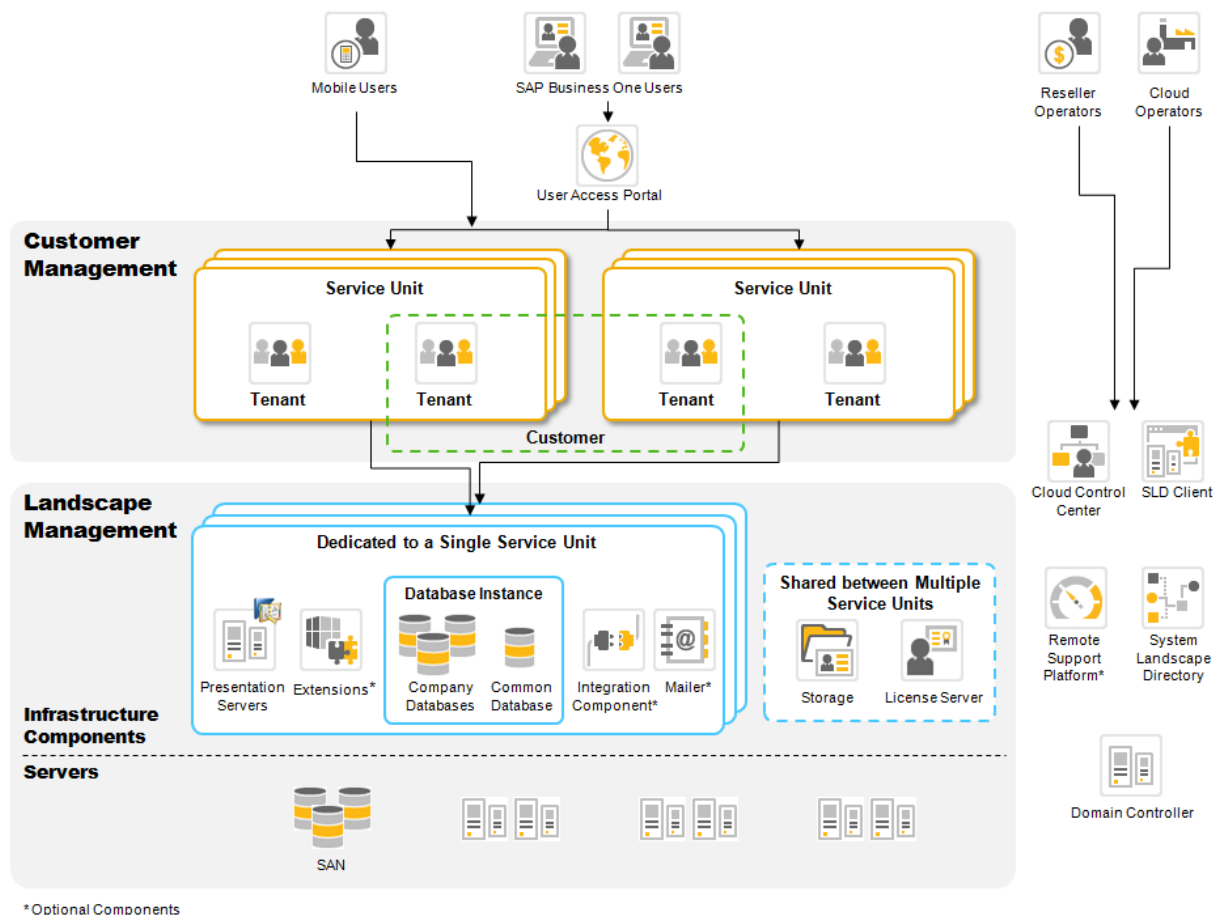 Mobile Users
SAP Business One Users
Reseller
Operators
Cloud
Operators
User Access Portal
Customer
Management
Service Unit
Service Unit
Tenant
Tenant
Tenant
Tenant
Customer
Cloud Control
Center
SLD Client
Landscape
Management
Dedicated to a Single Service Unit
Database Instance
Shared between Multiple
Service Units
Presentation
Servers
Extensions*
Company
Databases
Common
Database
Integration
Component*
Mailer*
@
Storage
License Server
Remote
Support
Platform*
System
Landscape
Directory
Infrastructure
Components
Servers
SAN
Domain Controller
* Optional Components